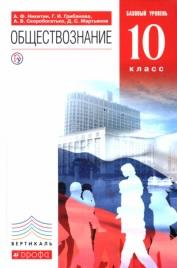 БАЗОВЫЙ УРОВЕНЬ
А. Ф. Никитин, Г. И. Грибанова,
А. В. Скоробогатько, Д. С. Мартьянов
ОБЩЕСТВОЗНАНИЕ
10
КЛАСС
ВЕРТИКАЛЬ
ДРОФА